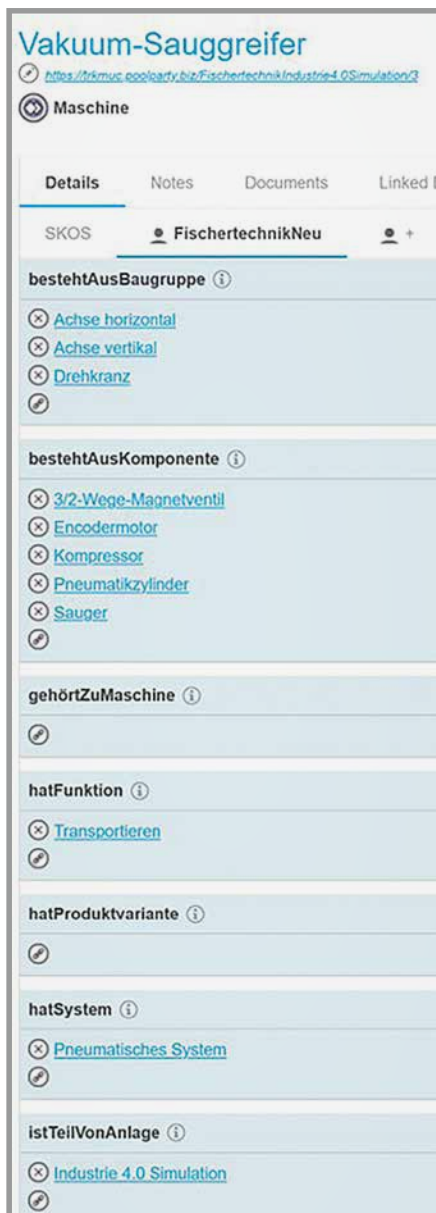 Vakuum-Sauggreifer
https://trkmuc.poolparty.biz/FischertechnikIndustrie4.0Simulation/3
Maschine
Details Notes Documents Linked
SKOS FischertechnikNeu +
bestehtAusBaugruppe
Achse horizontal
Achse vertikal
Drehkranz
bestehtAusKomponente
3/2-Wege-Magnetventil
Encodermotor
Kompressor
Pneumatikzylinder
Sauger
gehörtZuMaschine
hatFunktion
Transportieren
hatProduktvariante
hatSystem
Pneumatisches System
istTeilVonAnlage
Industrie 4.0 Simulation